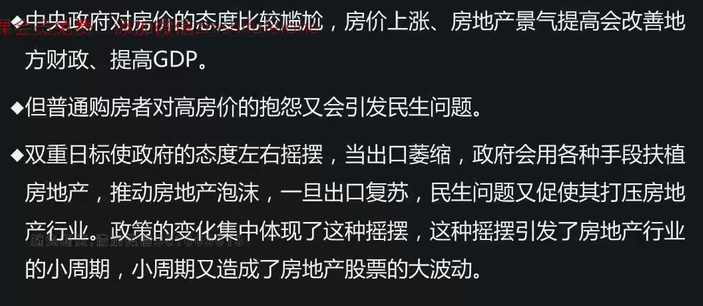 ◆中央政府对房价的态度比较尴尬，房价上涨、房地产景气提高会改善地
方财政、提高GDP。
◆但普通购房者对高房价的抱怨又会引发民生问题。
◆双重目标使政府的态度左右摇摆，当出口萎缩，政府会用各种手段扶植
房地产，推动房地产泡沫，一旦出口复苏，民生问题又促使其打压房地
产行业。政策的变化集中体现了这种摇摆，这种摇摆引发了房地产行业
的小周期，小周期又造成了房地产股票的大波动。